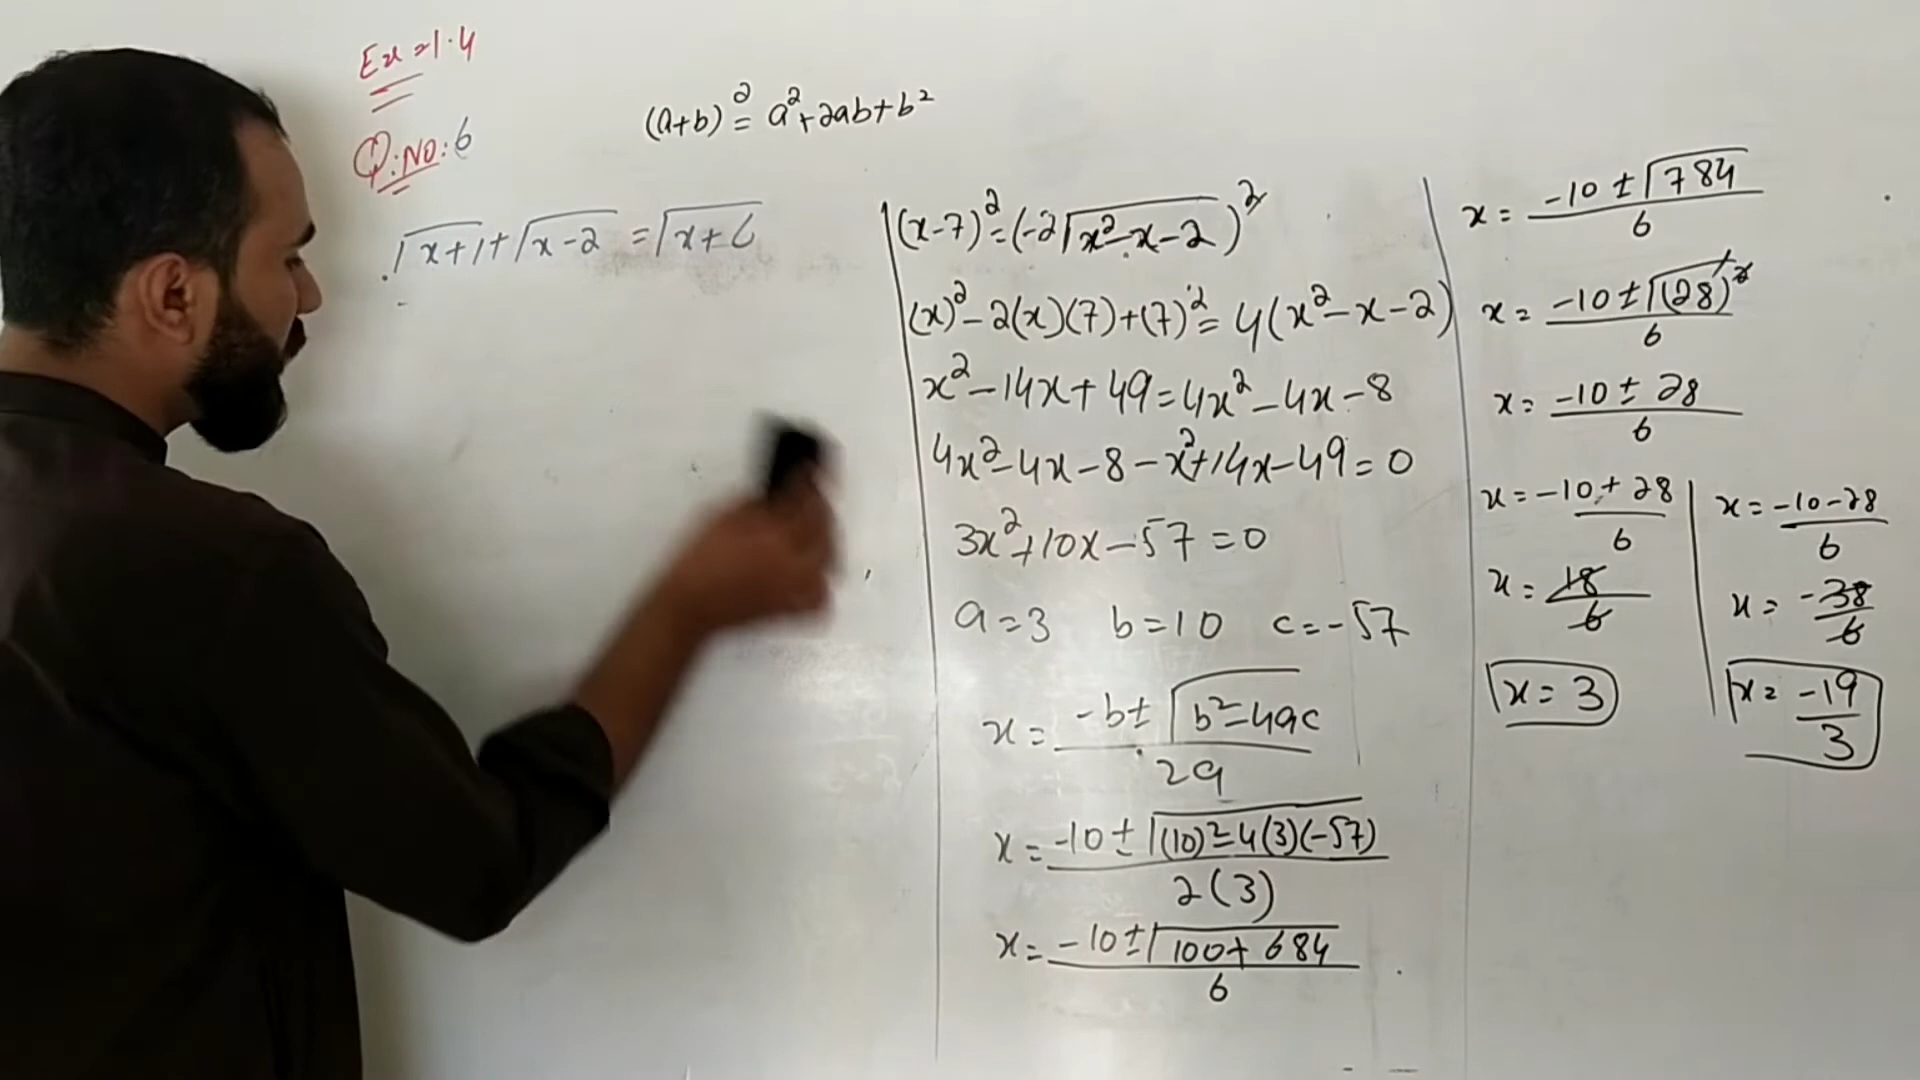 Ex = 1.4
Q:NO:6
(a+b)² = a² + 2ab + b²
√x+1 + √x-2 = √x+6
(x-7)² = (-2√x²-x-2)²
(x)² - 2(x)(7) + (7)² = 4(x² - x - 2)
x² - 14x + 49 = 4x² - 4x - 8
4x² - 4x - 8 - x² + 14x - 49 = 0
3x² + 10x - 57 = 0
a = 3 b = 10 c = -57
x = -b ± √b² - 4ac / 2a
x = -10 ± √(10)² - 4(3)(-57) / 2(3)
x = -10 ± √100 + 684 / 6
x = -10 ± √784 / 6
x = -10 ± √(28)² / 6
x = -10 ± 28 / 6
x = -10 + 28 / 6
x = 18 / 6
x = 3
x = -10 - 28 / 6
x = -38 / 6
x = -19 / 3